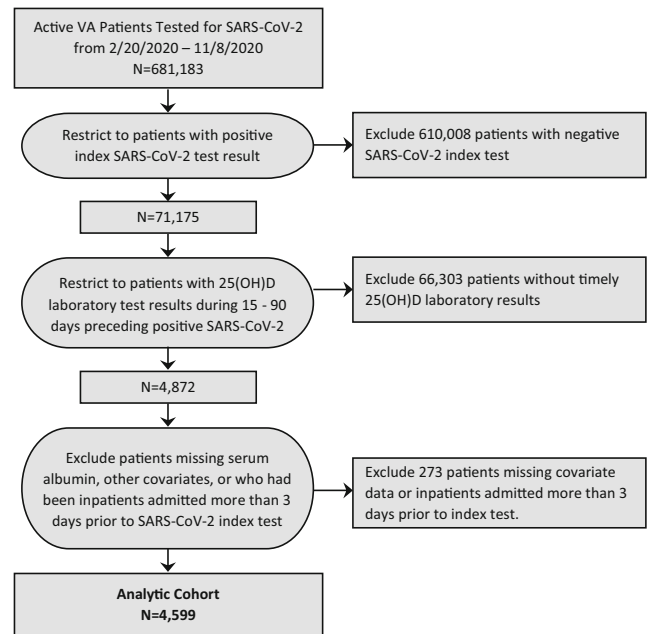 Active VA Patients Tested for SARS-CoV-2
from 2/20/2020 – 11/8/2020
N=681,183
Restrict to patients with positive
index SARS-CoV-2 test result
Exclude 610,008 patients with negative
SARS-CoV-2 index test
N=71,175
Restrict to patients with 25(OH)D
laboratory test results during 15 - 90
days preceding positive SARS-CoV-2
Exclude 66,303 patients without timely
25(OH)D laboratory results
N=4,872
Exclude patients missing serum
albumin, other covariates, or who had
been inpatients admitted more than 3
days prior to SARS-CoV-2 index test
Exclude 273 patients missing covariate
data or inpatients admitted more than 3
days prior to index test.
Analytic Cohort
N=4,599